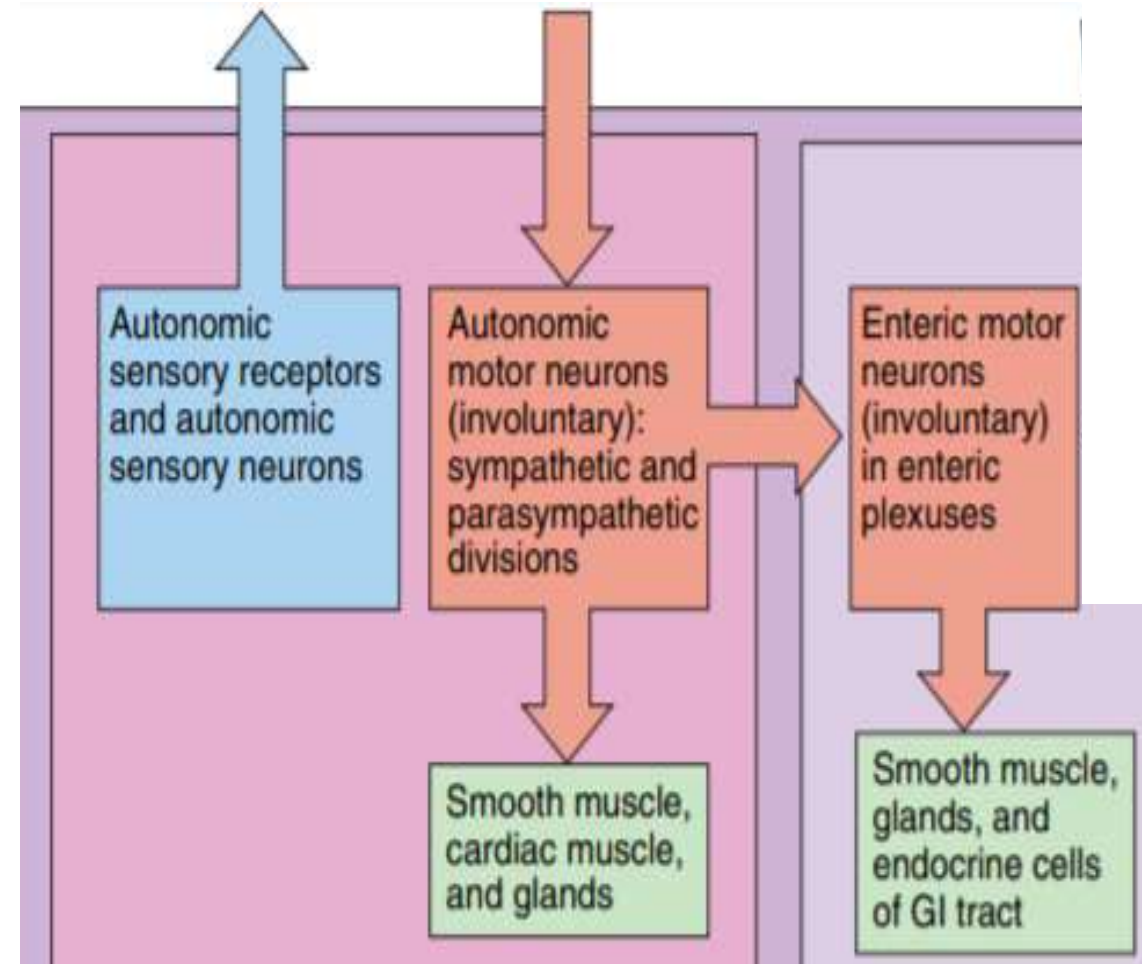 Autonomic
sensory receptors
and autonomic
sensory neurons
Autonomic
motor neurons
(involuntary):
sympathetic and
parasympathetic
divisions
Enteric motor
neurons
(involuntary)
in enteric
plexuses
Smooth muscle,
cardiac muscle,
and glands
Smooth muscle,
glands, and
endocrine cells
of GI tract